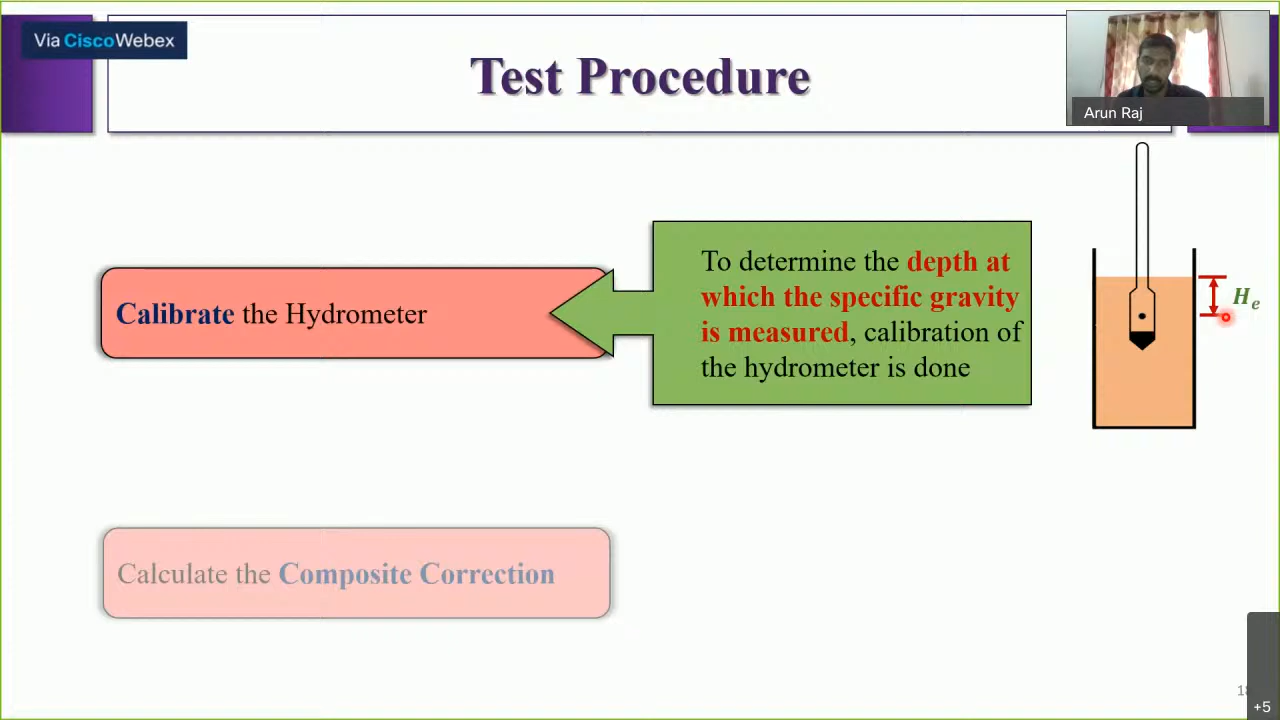 Via CiscoWebex
Test Procedure
Arun Raj
Calibrate the Hydrometer
To determine the depth at
which the specific gravity
is measured, calibration of
the hydrometer is done
He
Calculate the Composite Correction
+5